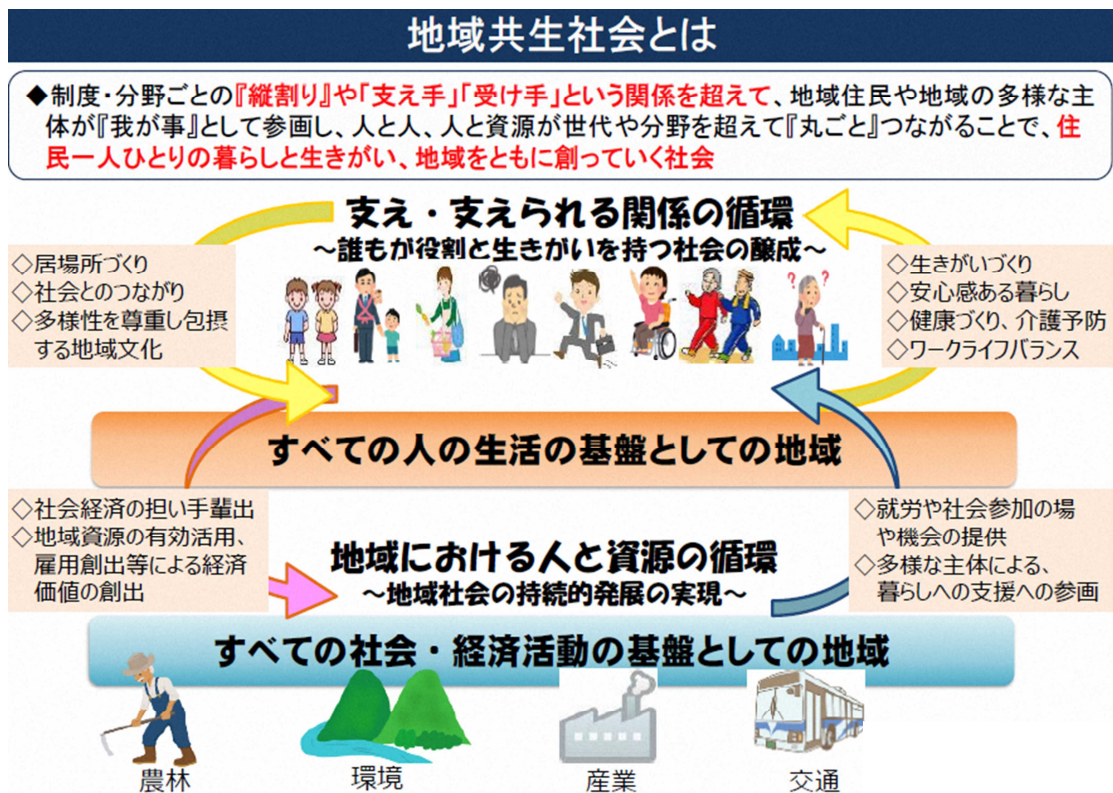 地域共生社会とは
◆制度・分野ごとの『縦割り』や「支え手」「受け手」という関係を超えて、地域住民や地域の多様な主
体が『我が事』として参画し、人と人、人と資源が世代や分野を超えて『丸ごと』つながることで、住
民一人ひとりの暮らしと生きがい、地域をともに創っていく社会
支え・支えられる関係の循環
～誰もが役割と生きがいを持つ社会の醸成～
◇居場所づくり
◇社会とのつながり
◇多様性を尊重し包摂
する地域文化
◇生きがいづくり
◇安心感ある暮らし
◇健康づくり、介護予防
◇ワークライフバランス
すべての人の生活の基盤としての地域
◇社会経済の担い手輩出
◇地域資源の有効活用、
雇用創出等による経済
価値の創出
地域における人と資源の循環
～地域社会の持続的発展の実現～
◇就労や社会参加の場
や機会の提供
◇多様な主体による、
暮らしへの支援への参画
すべての社会・経済活動の基盤としての地域
農林
環境
産業
交通